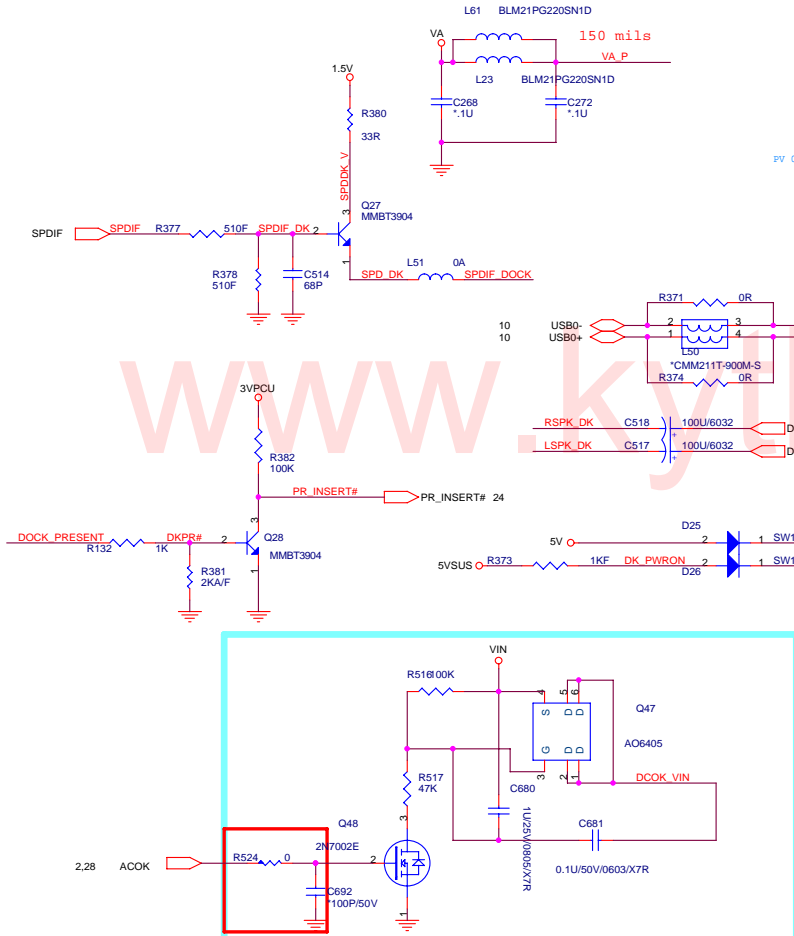 L61 BLM21PG220SN1D
VA
150 mils
VA_P
L23 BLM21PG220SN1D
1.5V
C268
*.1U
C272
*.1U
R380
33R
PV
SPDDK_V
Q27
MMBT3904
3
SPDIF
SPDIF
R377
510F
SPDIF_DK
2
1
R378
510F
C514
68P
L51
0A
SPD_DK
SPDIF_DOCK
R371
0R
10
USB0-
2
3
10
USB0+
1
4
L50
*CMM211T-900M-S
R374
0R
www.kyt
3VPCU
RSPK_DK
C518
100U/6032
D
LSPK_DK
C517
100U/6032
D
+
+
R382
100K
PR_INSERT#
PR_INSERT# 24
3
Q28
MMBT3904
DOCK_PRESENT
R132
1K
DKPR#
2
1
R381
2KA/F
D25
5V
2
1
SW1
5VSUS
R373
1KF
DK_PWRON
2
1
SW1
D26
VIN
R516
100K
4
5
6
S
D
D
Q47
AO6405
G
D
D
3
2
1
DCOK_VIN
R517
47K
C680
1U/25V/0805/X7R
3
Q48
2N7002E
C681
0.1U/50V/0603/X7R
2,28
ACOK
R524
0
2
C692
*100P/50V
1